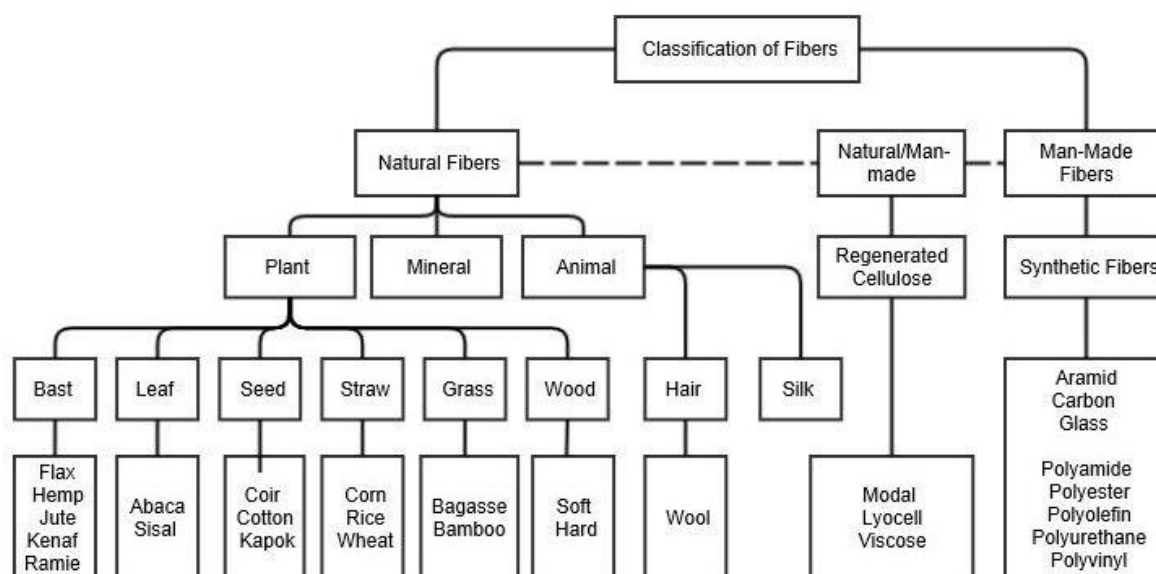 Classification of Fibers
Natural Fibers
Natural/Man-
made
Man-Made
Fibers
Plant
Mineral
Animal
Regenerated
Cellulose
Synthetic Fibers
Bast
Leaf
Seed
Straw
Grass
Wood
Hair
Silk
Flax
Hemp
Jute
Kenaf
Ramie
Abaca
Sisal
Coir
Cotton
Kapok
Corn
Rice
Wheat
Bagasse
Bamboo
Soft
Hard
Wool
Modal
Lyocell
Viscose
Aramid
Carbon
Glass
Polyamide
Polyester
Polyolefin
Polyurethane
Polyvinyl